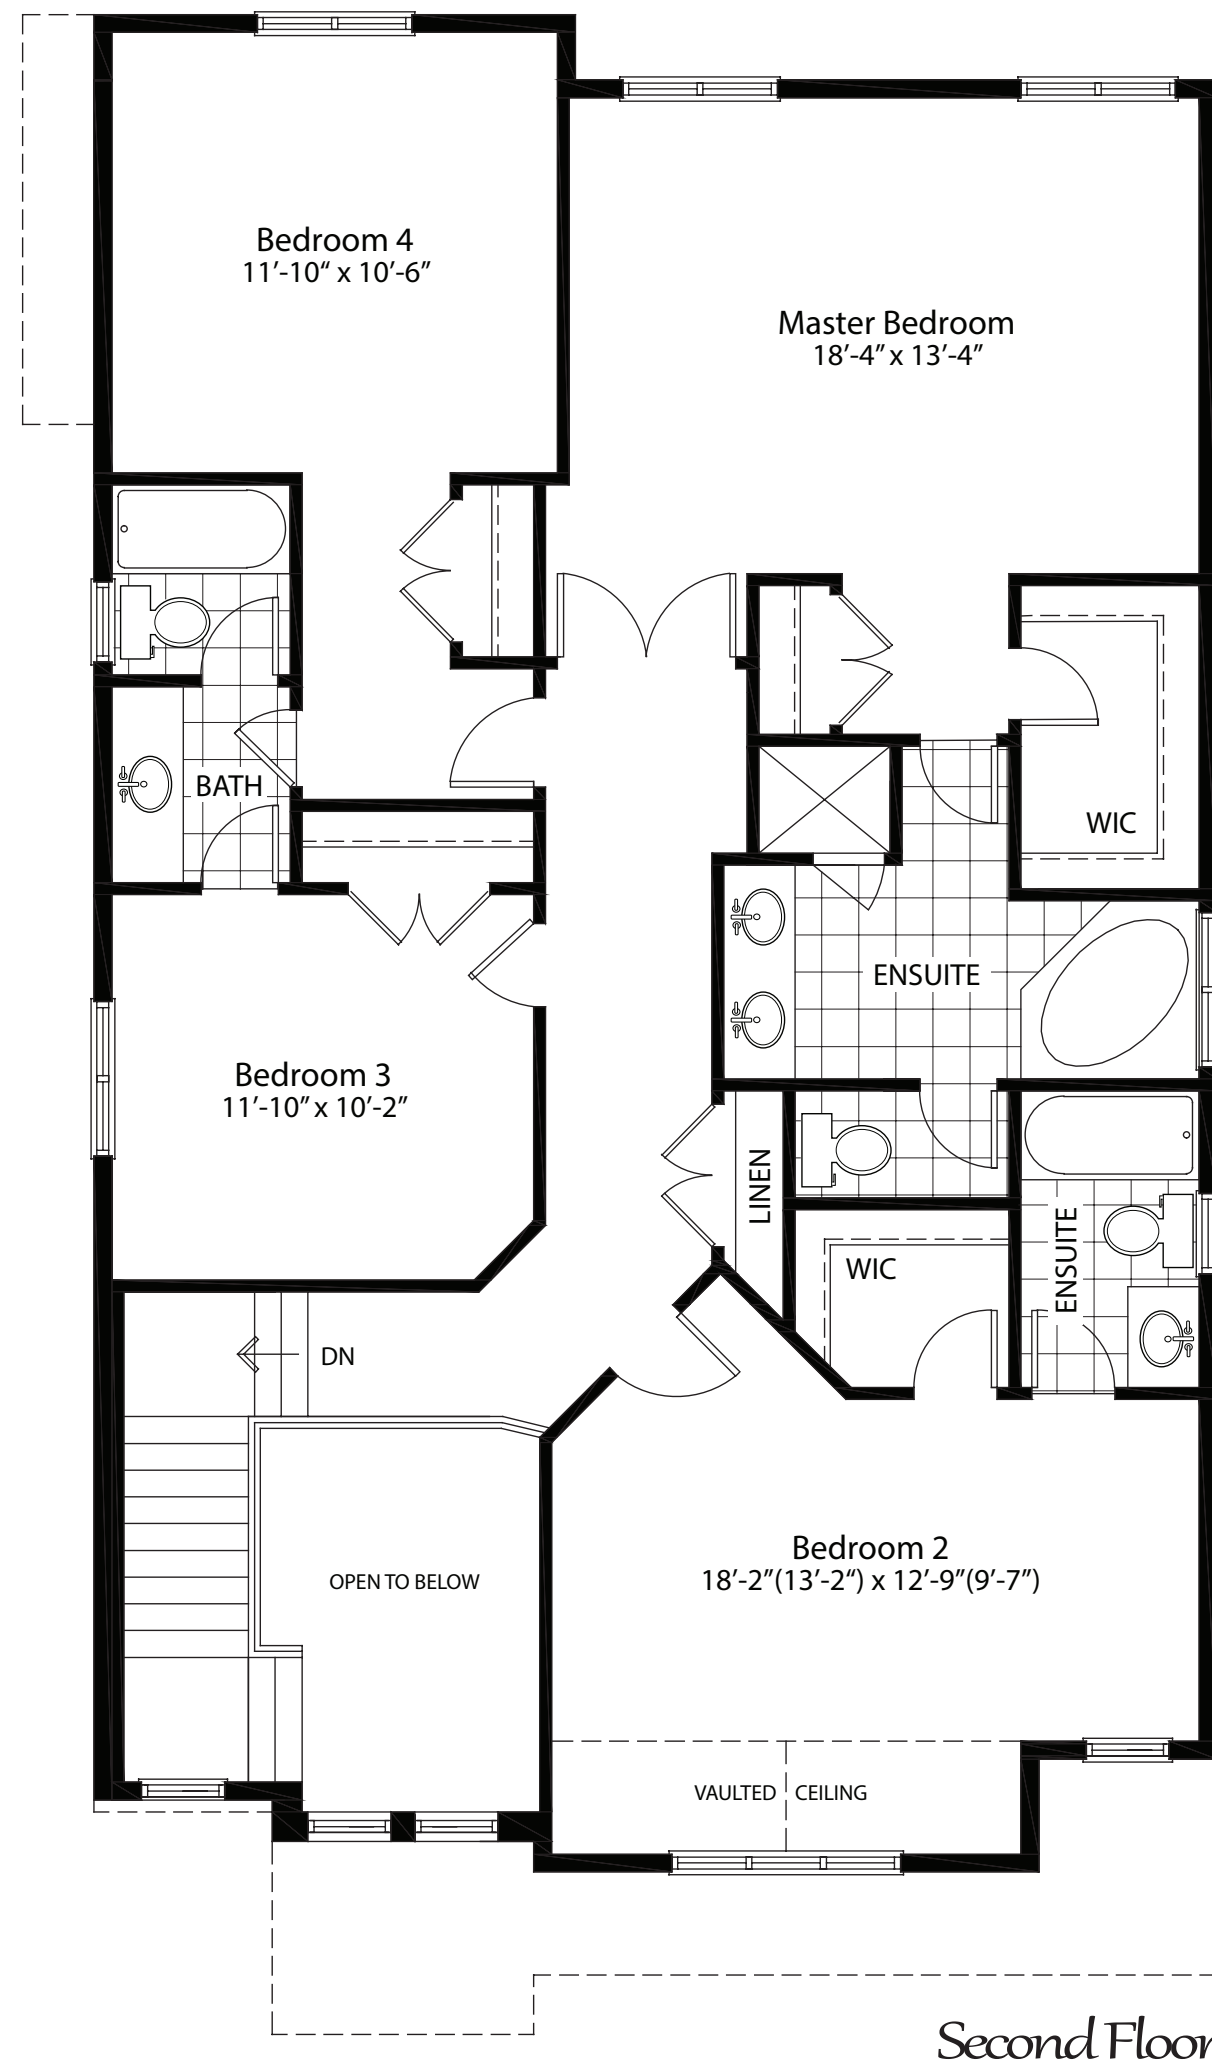 Bedroom 4
11’-10“ x 10’-6”
Master Bedroom
18’-4” x 13’-4”
BATH
WIC
ENSUITE
Bedroom 3
11’-10” x 10’-2”
LINEN
WIC
ENSUITE
DN
Bedroom 2
18’-2”(13’-2“) x 12’-9”(9’-7”)
OPEN TO BELOW
VAULTED CEILING
Second Floor